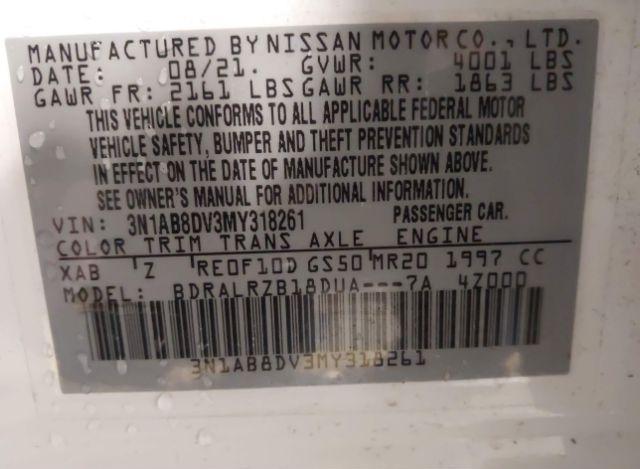 MANUFACTURED BY NISSAN MOTOR CO., LTD.
DATE: 08/21. GVWR: 4001 LBS
GAWR FR: 2161 LBS GAWR RR: 1863 LBS
THIS VEHICLE CONFORMS TO ALL APPLICABLE FEDERAL MOTOR
VEHICLE SAFETY, BUMPER AND THEFT PREVENTION STANDARDS
IN EFFECT ON THE DATE OF MANUFACTURE SHOWN ABOVE.
SEE OWNER'S MANUAL FOR ADDITIONAL INFORMATION.
VIN: 3N1AB8DV3MY318261 PASSENGER CAR.
COLOR TRIM TRANS AXLE ENGINE
XAB Z RE0F10D GS50 MR20 1997 CC
MODEL: BDRALRZB18DUA---7A 4Z000
3N1AB8DV3MY318261